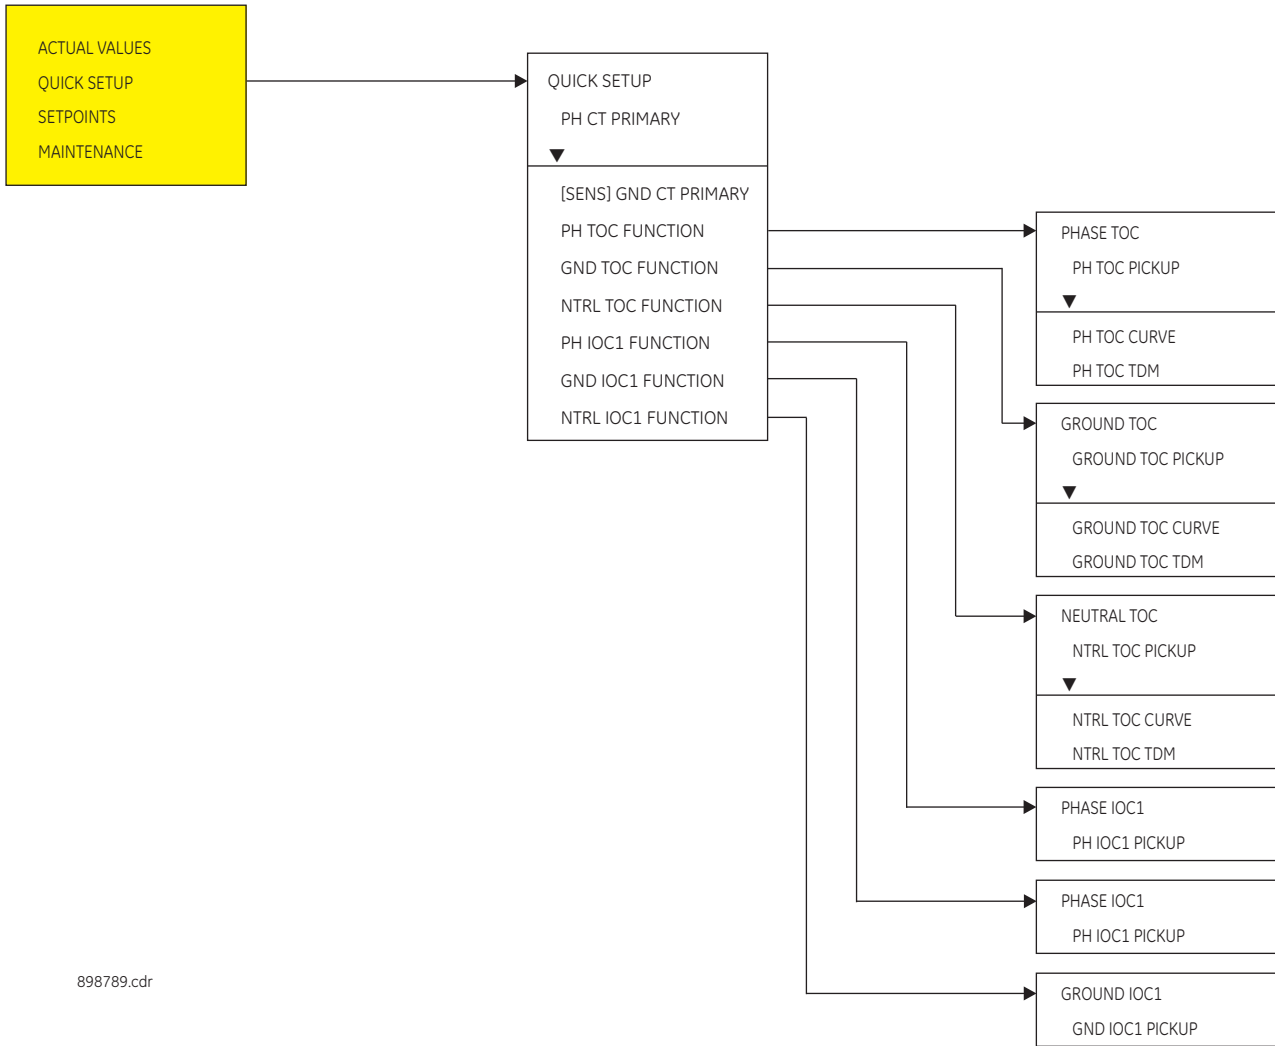 ACTUAL VALUES
QUICK SETUP
SETPOINTS
MAINTENANCE
QUICK SETUP
PH CT PRIMARY
[SENS] GND CT PRIMARY
PH TOC FUNCTION
GND TOC FUNCTION
NTRL TOC FUNCTION
PH IOC1 FUNCTION
GND IOC1 FUNCTION
NTRL IOC1 FUNCTION
PHASE TOC
PH TOC PICKUP
PH TOC CURVE
PH TOC TDM
GROUND TOC
GROUND TOC PICKUP
GROUND TOC CURVE
GROUND TOC TDM
NEUTRAL TOC
NTRL TOC PICKUP
NTRL TOC CURVE
NTRL TOC TDM
PHASE IOC1
PH IOC1 PICKUP
PHASE IOC1
PH IOC1 PICKUP
GROUND IOC1
GND IOC1 PICKUP
898789.cdr